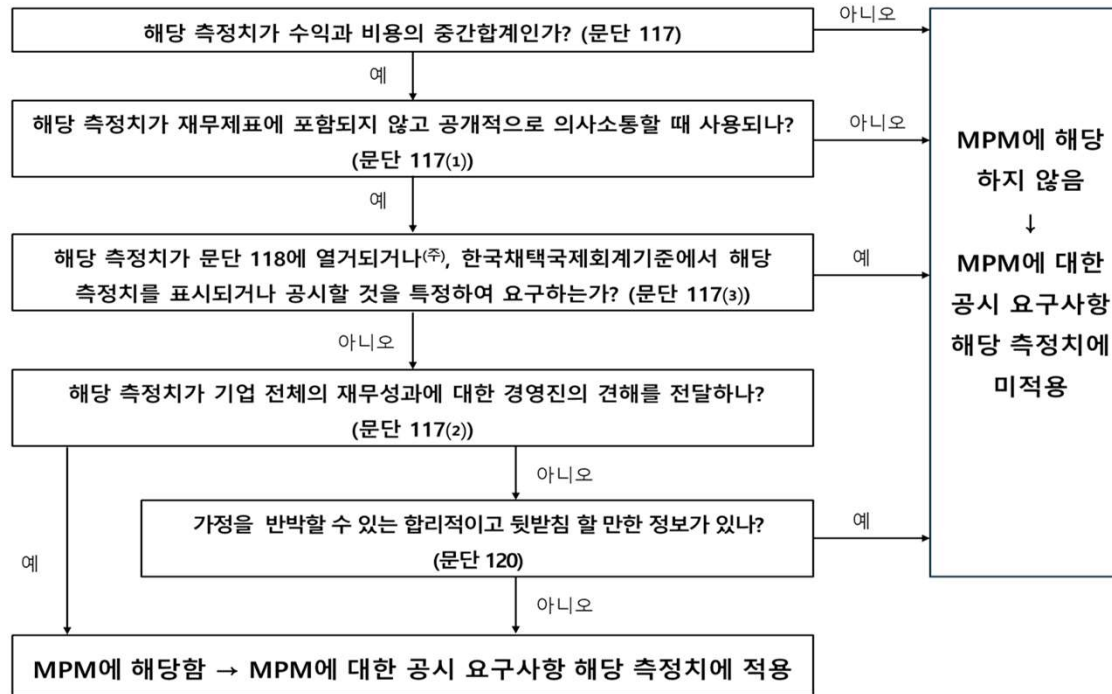 해당 측정치가 수익과 비용의 중간합계인가? (문단 117)
아니오
예
해당 측정치가 재무제표에 포함되지 않고 공개적으로 의사소통할 때 사용되나?
(문단 117(1))
아니오
예
해당 측정치가 문단 118에 열거되거나(주), 한국채택국제회계기준에서 해당
측정치를 표시되거나 공시할 것을 특정하여 요구하는가? (문단 117(3))
예
아니오
해당 측정치가 기업 전체의 재무성과에 대한 경영진의 견해를 전달하나?
(문단 117(2))
아니오
가정을 반박할 수 있는 합리적이고 뒷받침 할 만한 정보가 있나?
(문단 120)
예
예
아니오
MPM에 해당함 → MPM에 대한 공시 요구사항 해당 측정치에 적용
MPM에 해당
하지 않음
↓
MPM에 대한
공시 요구사항
해당 측정치에
미적용